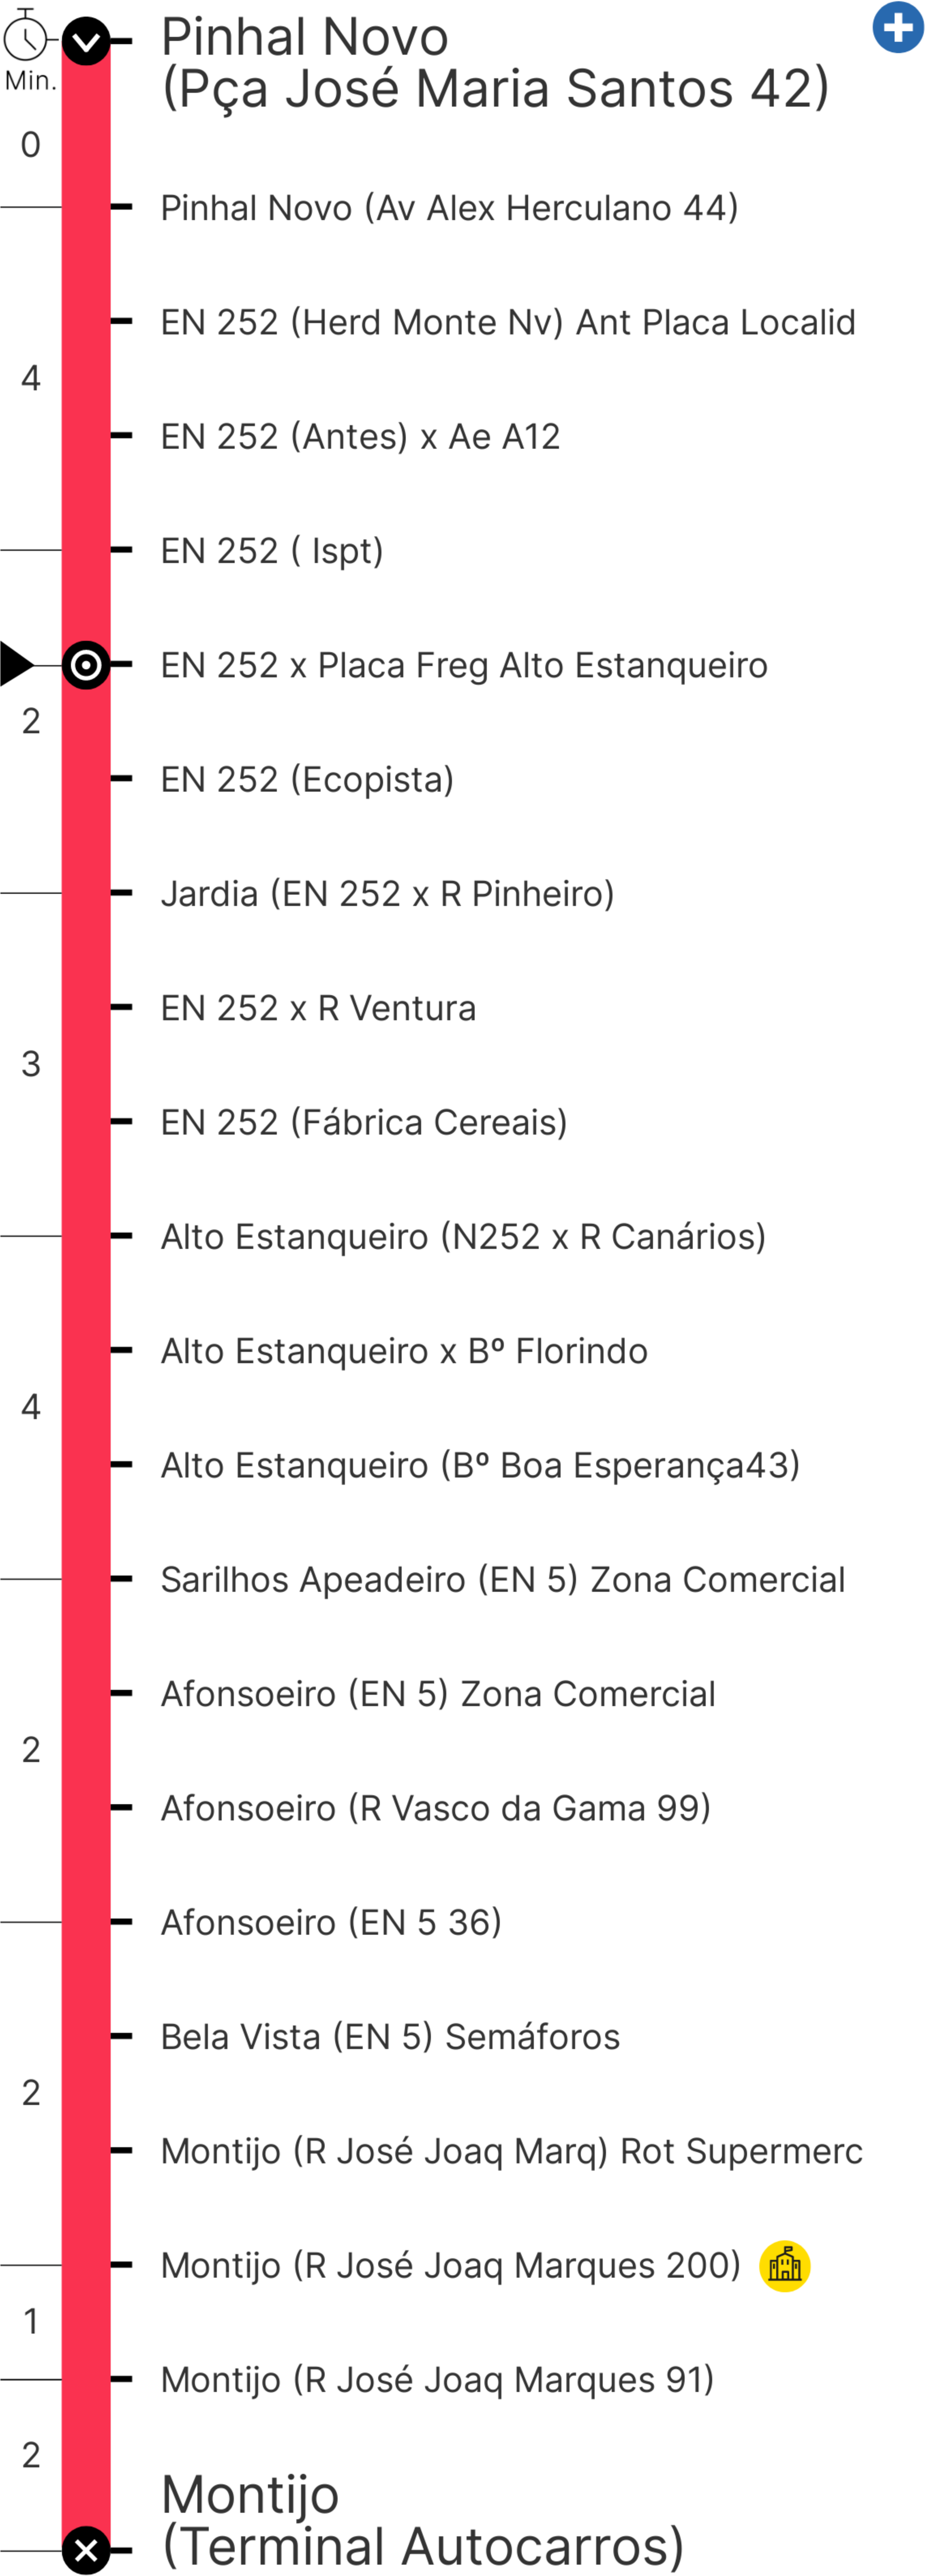 Pinhal Novo
(Pça José Maria Santos 42)
Min.
0
Pinhal Novo (Av Alex Herculano 44)
EN 252 (Herd Monte Nv) Ant Placa Localid
4
EN 252 (Antes) x Ae A12
EN 252 ( Ispt)
EN 252 x Placa Freg Alto Estanqueiro
2
EN 252 (Ecopista)
Jardia (EN 252 x R Pinheiro)
EN 252 x R Ventura
3
EN 252 (Fábrica Cereais)
Alto Estanqueiro (N252 x R Canários)
Alto Estanqueiro x Bº Florindo
4
Alto Estanqueiro (Bº Boa Esperança43)
Sarilhos Apeadeiro (EN 5) Zona Comercial
Afonsoeiro (EN 5) Zona Comercial
2
Afonsoeiro (R Vasco da Gama 99)
Afonsoeiro (EN 5 36)
Bela Vista (EN 5) Semáforos
2
Montijo (R José Joaq Marq) Rot Supermerc
Montijo (R José Joaq Marques 200)
1
Montijo (R José Joaq Marques 91)
2
Montijo
(Terminal Autocarros)